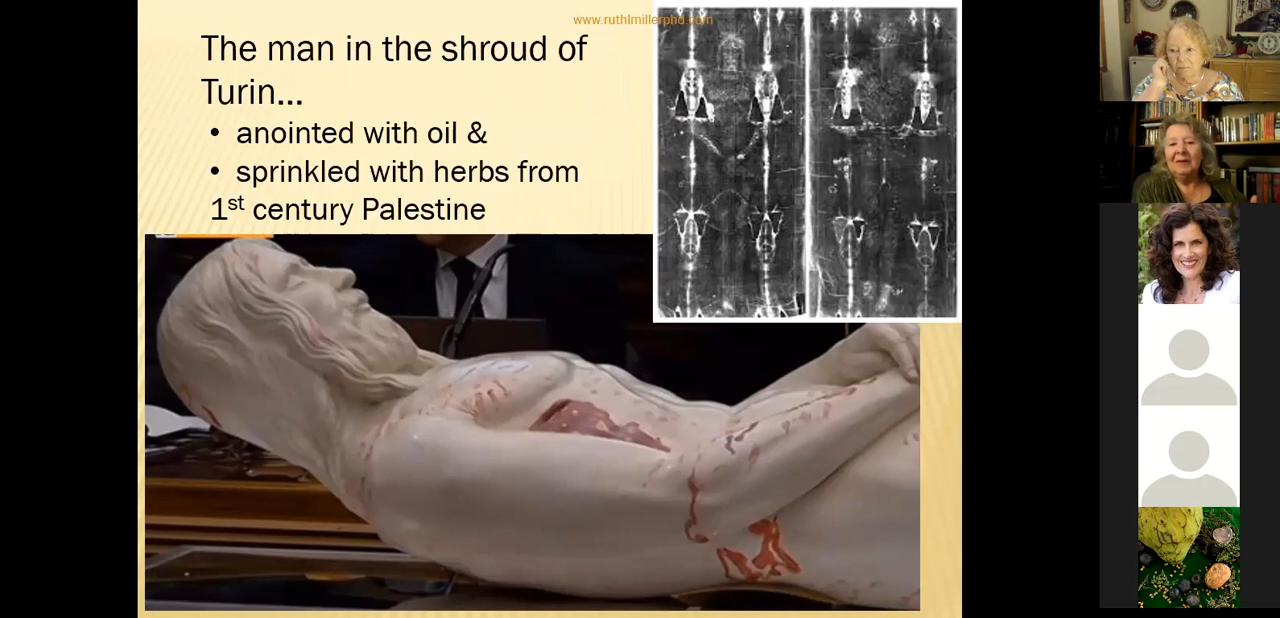 www.ruthlmillerphd.com
The man in the shroud of
Turin...
• anointed with oil &
• sprinkled with herbs from
1st century Palestine